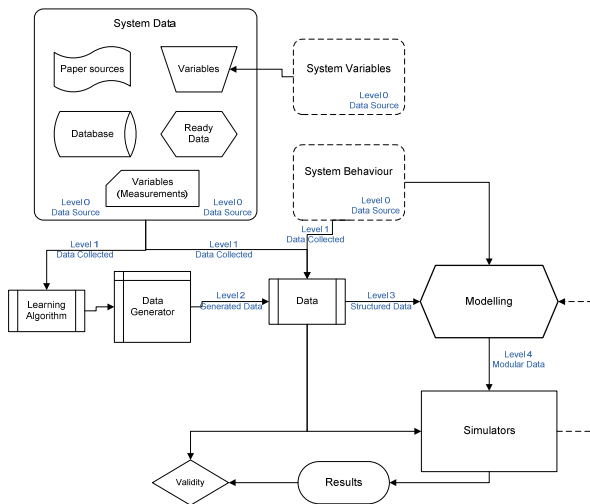 System Data
Paper sources
Variables
System Variables
Level 0
Data Source
Database
Ready
Data
Variables
(Measurements)
Level 0
Data Source
Level 0
Data Source
System Behaviour
Level 0
Data Source
Level 1
Data Collected
Level 1
Data Collected
Level 1
Data Collected
Learning
Algorithm
Data
Generator
Level 2
Generated Data
Data
Level 3
Structured Data
Modelling
Level 4
Modular Data
Simulators
Validity
Results